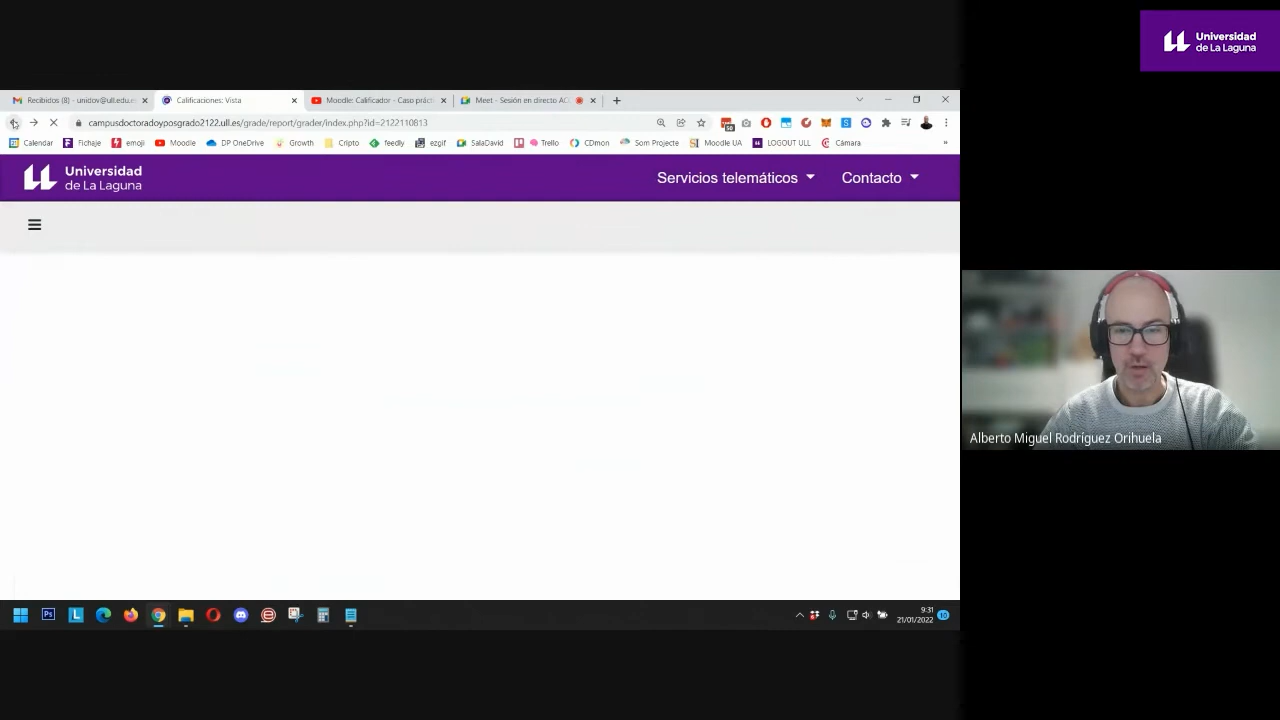 Universidad
de La Laguna
Recibidos (8) - unidov@ull.edu.e
Calificaciones: Vista
Moodle: Calificador - Caso práct
Meet - Sesión en directo AC
campusdoctoradoyposgrado2122.ull.es/grade/report/grader/index.php?id=2122110813
Calendar
Fichaje
emoji
Moodle
DP OneDrive
Growth
Cripto
feedly
ezgif
SalaDavid
Trello
CDmon
Som Projecte
Moodle UA
LOGOUT ULL
Cámara
Universidad
de La Laguna
Servicios telemáticos
Contacto
Alberto Miguel Rodríguez Orihuela
Ps
L
9:31
21/01/2022